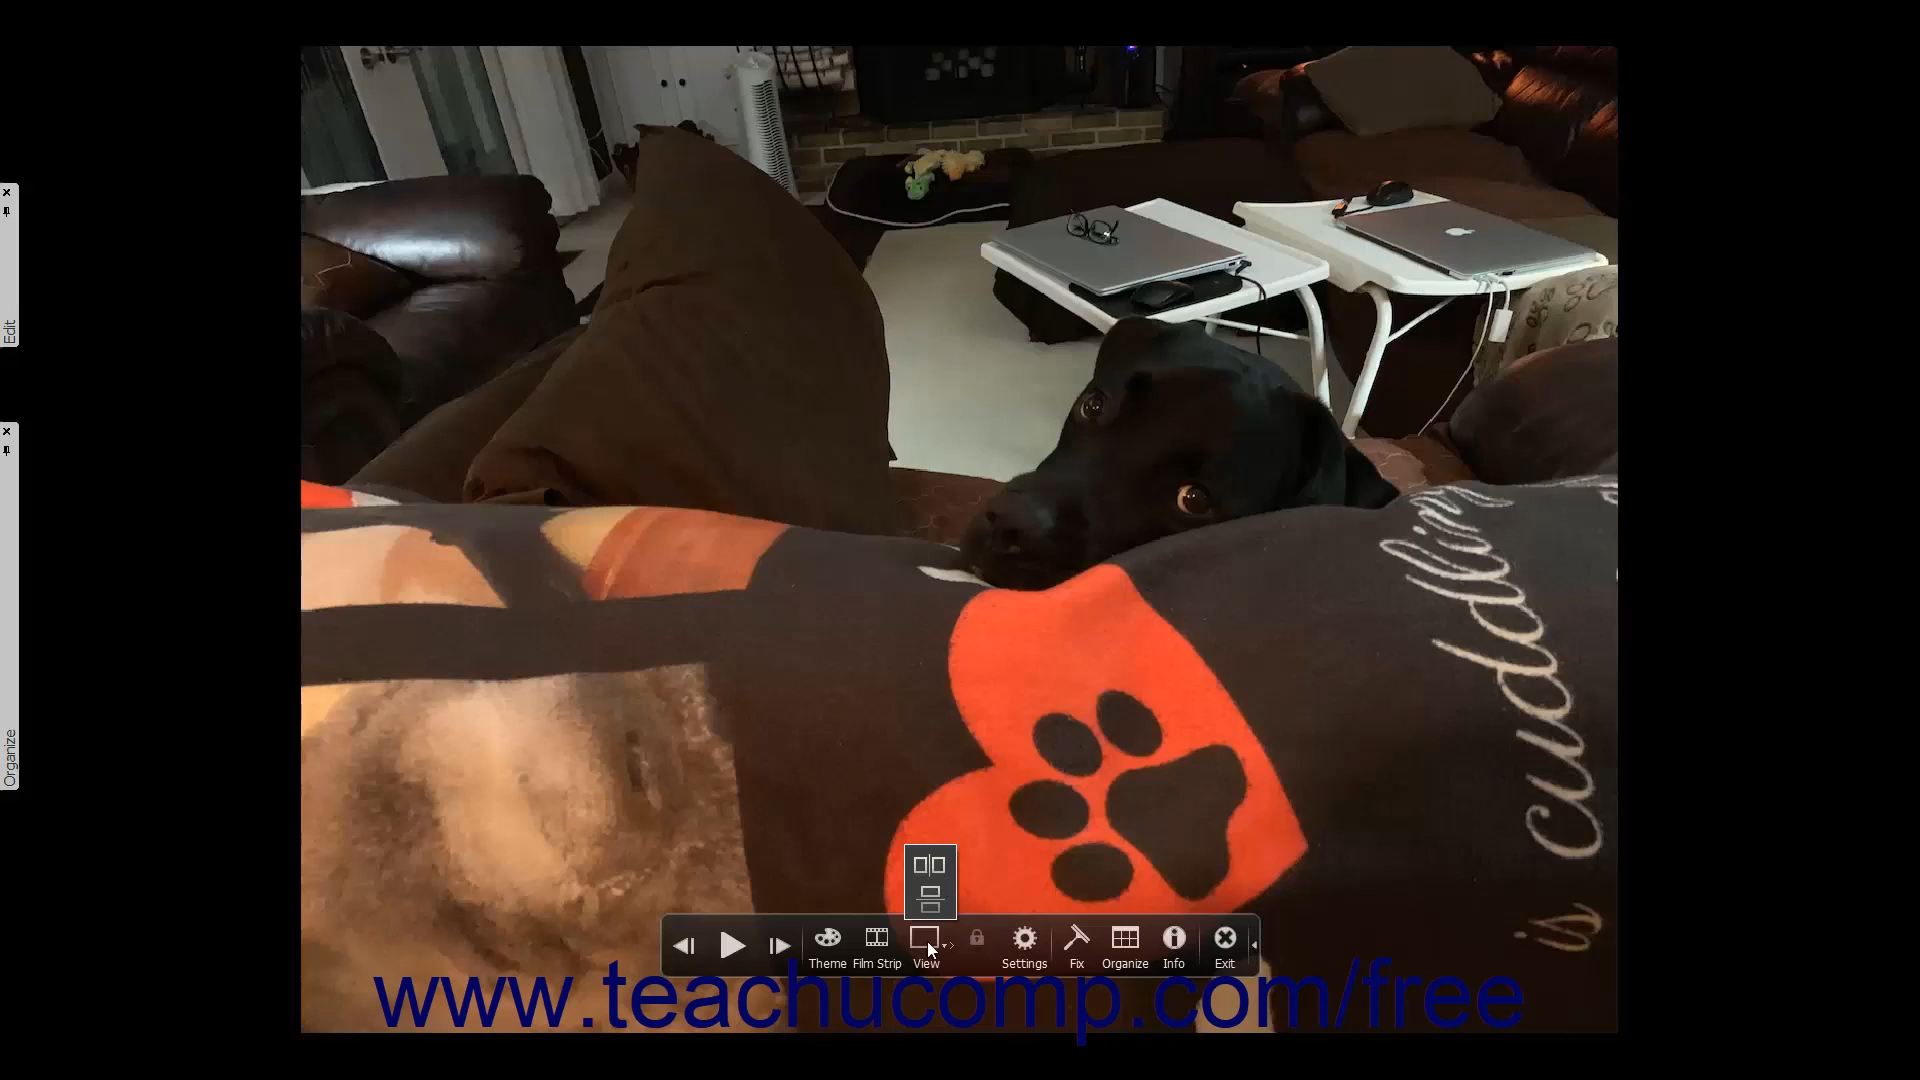 Edit
Organize
is cuddling
Theme Film Strip View Settings Fix Organize Info Exit
www.teachucomp.com/free